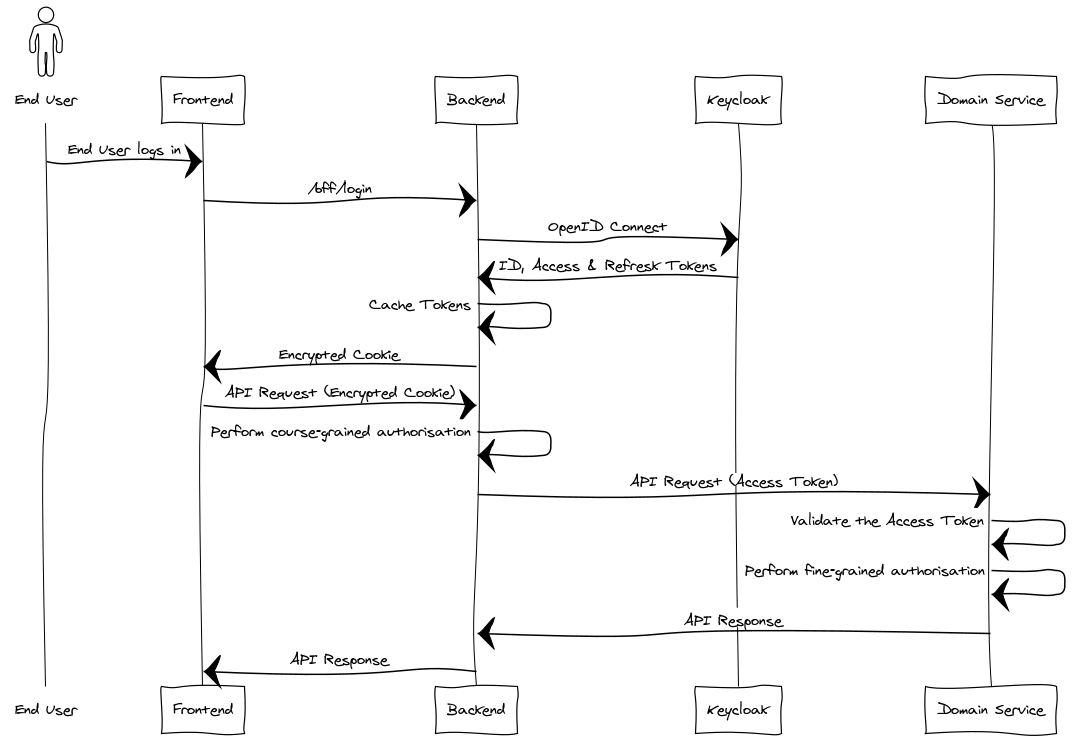 End User
Frontend
Backend
Keycloak
Domain Service
End User logs in
/bff/login
OpenID Connect
ID, Access & Refresk Tokens
Cache Tokens
Encrypted Cookie
API Request (Encrypted Cookie)
Perform course-grained authorisation
API Request (Access Token)
Validate the Access Token
Perform fine-grained authorisation
API Response
API Response
End User
Frontend
Backend
Keycloak
Domain Service